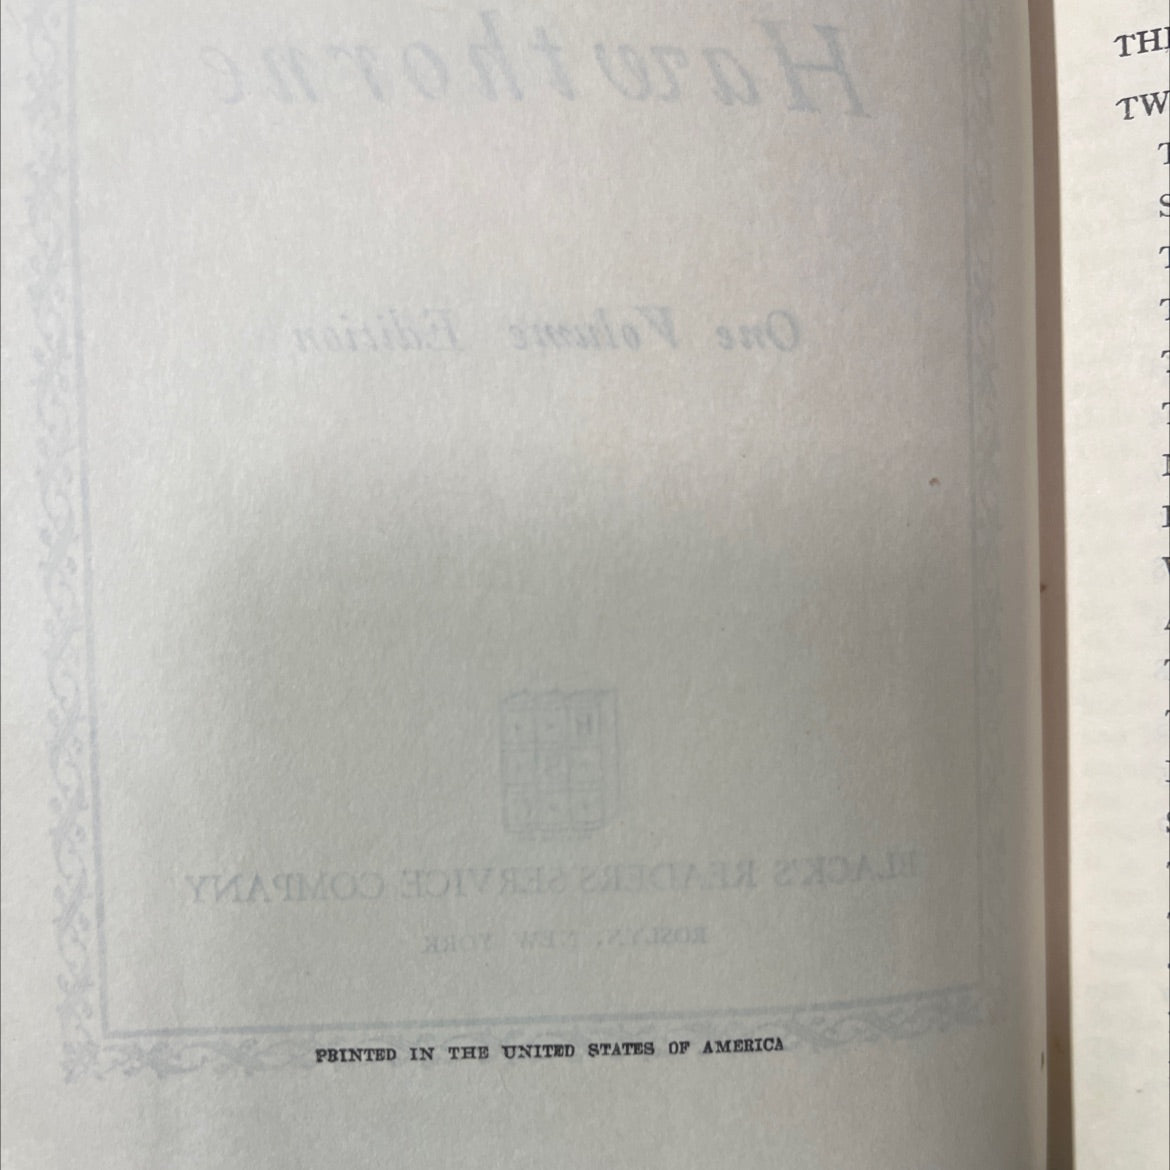 Hawthorne
One Volume Edition
BLACK'S READERS SERVICE COMPANY
ROSLYN, NEW YORK
PRINTED IN THE UNITED STATES OF AMERICA